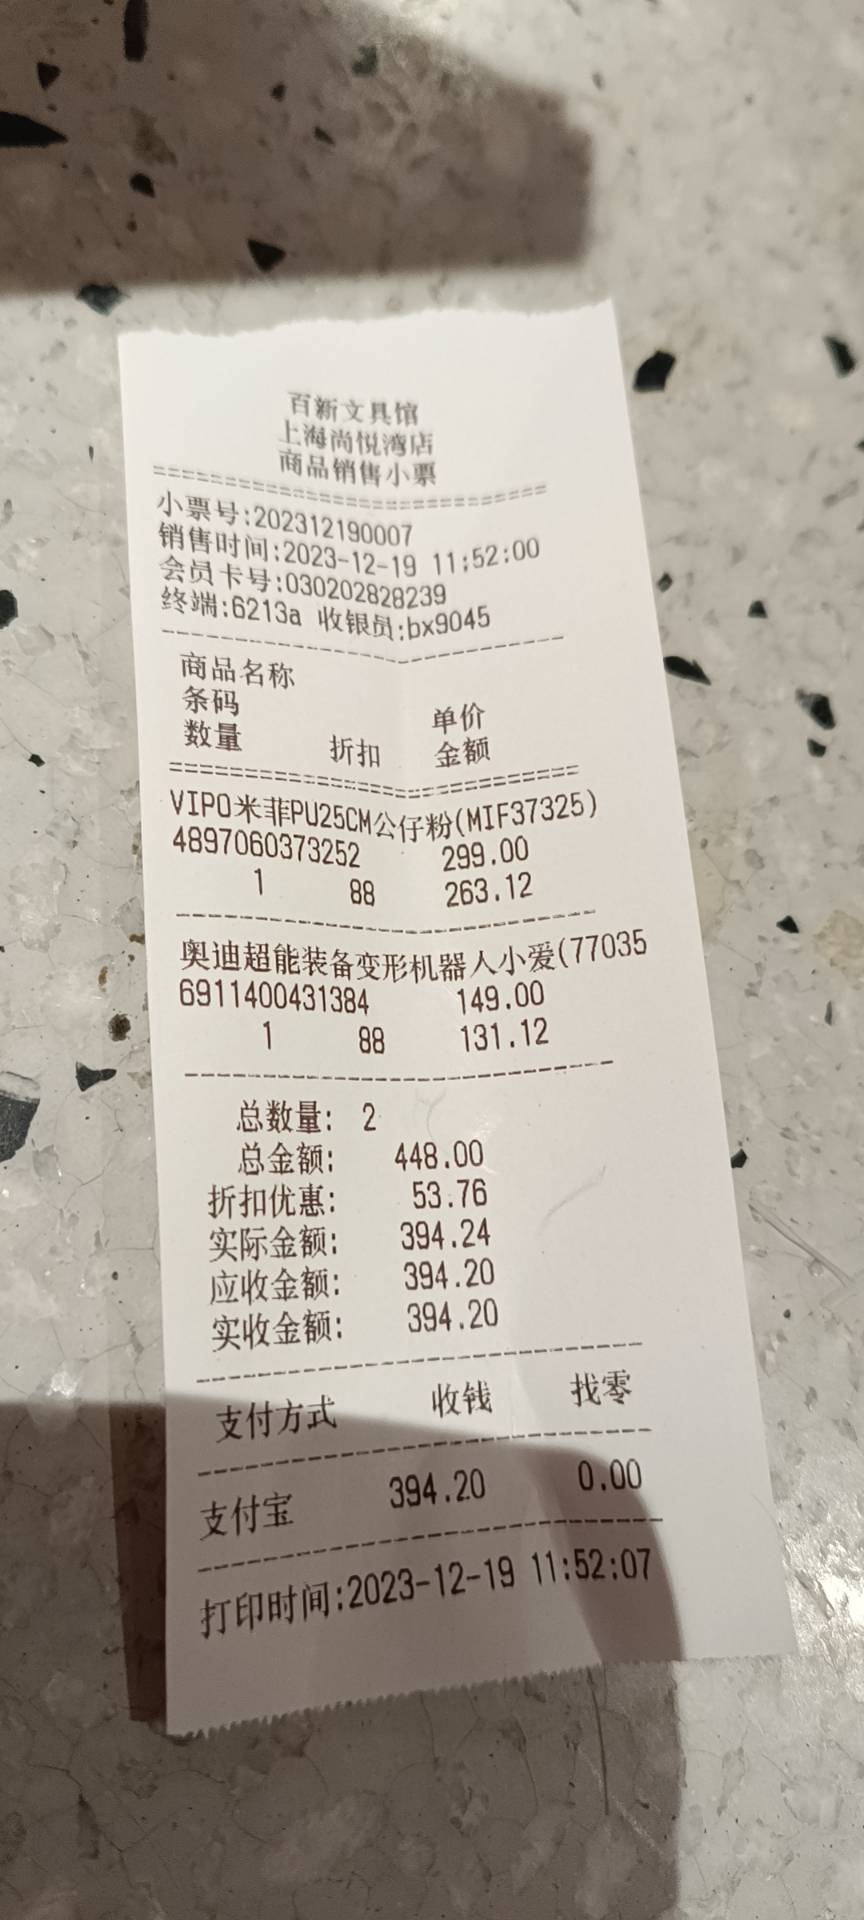 百新文具馆
上海尚悦湾店
商品销售小票
==============================
小票号:202312190007
销售时间:2023-12-19 11:52:00
会员卡号:030202828239
终端:6213a 收银员:bx9045
------------------------------
商品名称
条码 单价
数量 折扣 金额
==============================
VIPO米菲PU25CM公仔粉(MIF37325)
4897060373252 299.00
1 88 263.12
------------------------------
奥迪超能装备变形机器人小爱(77035
6911400431384 149.00
1 88 131.12
------------------------------
总数量: 2
总金额: 448.00
折扣优惠: 53.76
实际金额: 394.24
应收金额: 394.20
实收金额: 394.20
------------------------------
支付方式 收钱 找零
------------------------------
支付宝 394.20 0.00
------------------------------
打印时间:2023-12-19 11:52:07